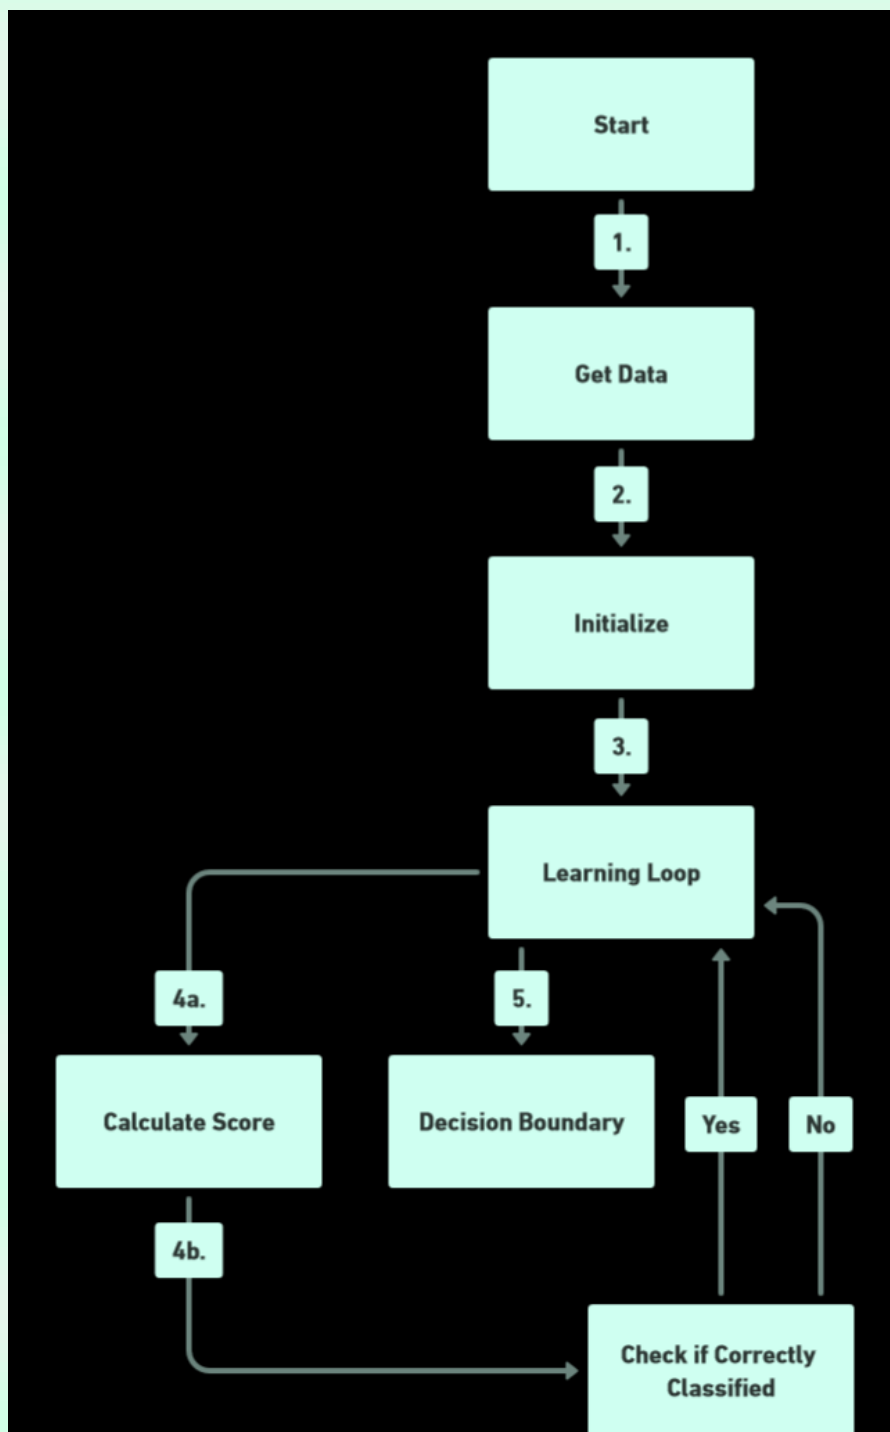 Start
1.
Get Data
2.
Initialize
3.
Learning Loop
4a.
5.
Calculate Score
Decision Boundary
Yes
No
4b.
Check if Correctly
Classified